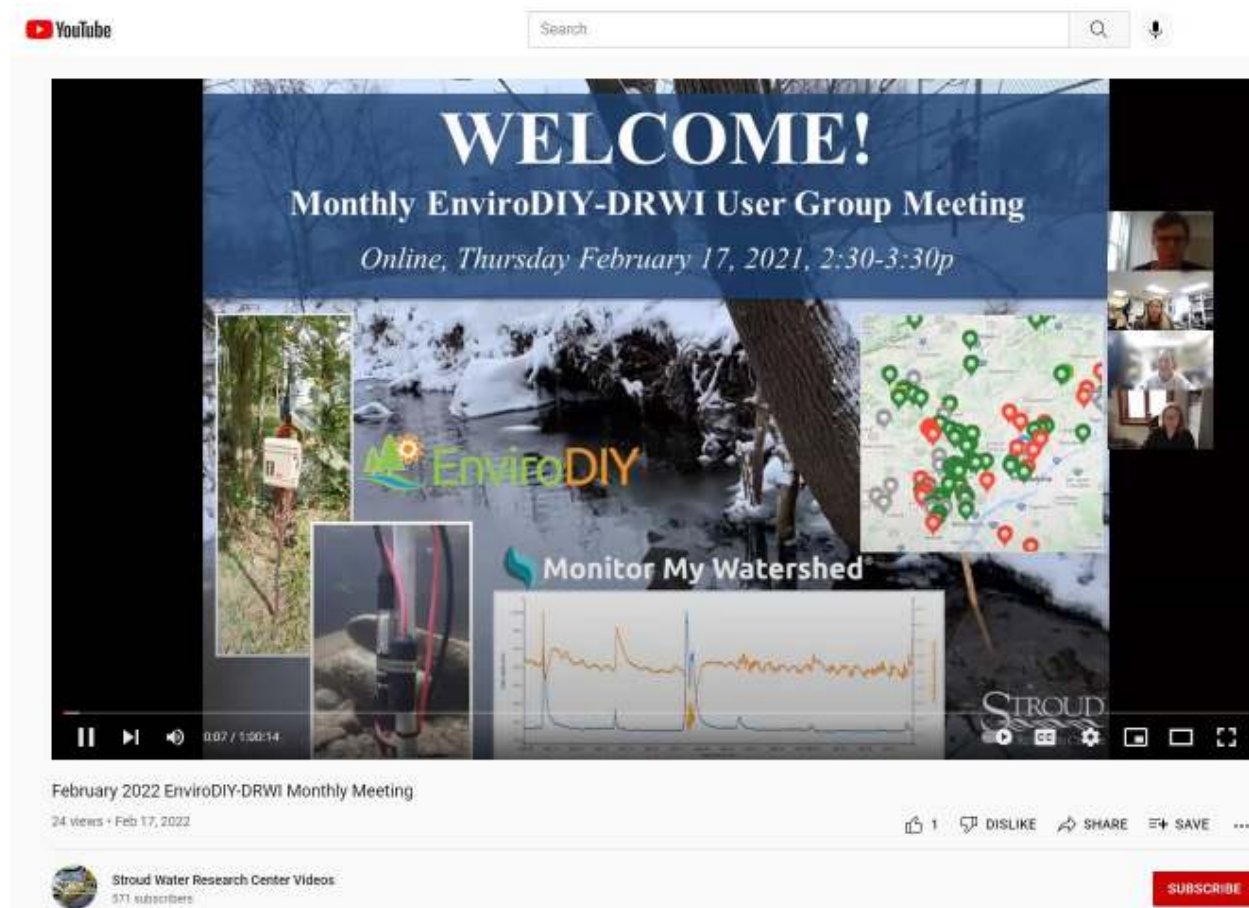 YouTube
Search
WELCOME!
Monthly EnviroDIY-DRWI User Group Meeting
Online, Thursday February 17, 2021, 2:30-3:30p
EnviroDIY
Monitor My Watershed
STROUD
0:07 / 1:00:14
CC
February 2022 EnviroDIY-DRWI Monthly Meeting
24 views • Feb 17, 2022
1 DISLIKE SHARE SAVE ...
Stroud Water Research Center Videos
571 subscribers
SUBSCRIBE